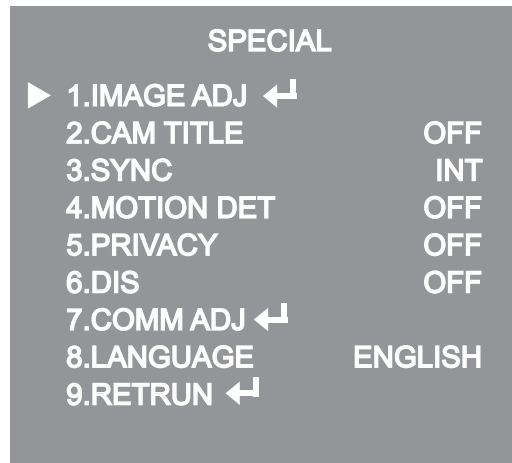 SPECIAL
▶ 1.IMAGE ADJ ↵
2.CAM TITLE OFF
3.SYNC INT
4.MOTION DET OFF
5.PRIVACY OFF
6.DIS OFF
7.COMM ADJ ↵
8.LANGUAGE ENGLISH
9.RETRUN ↵